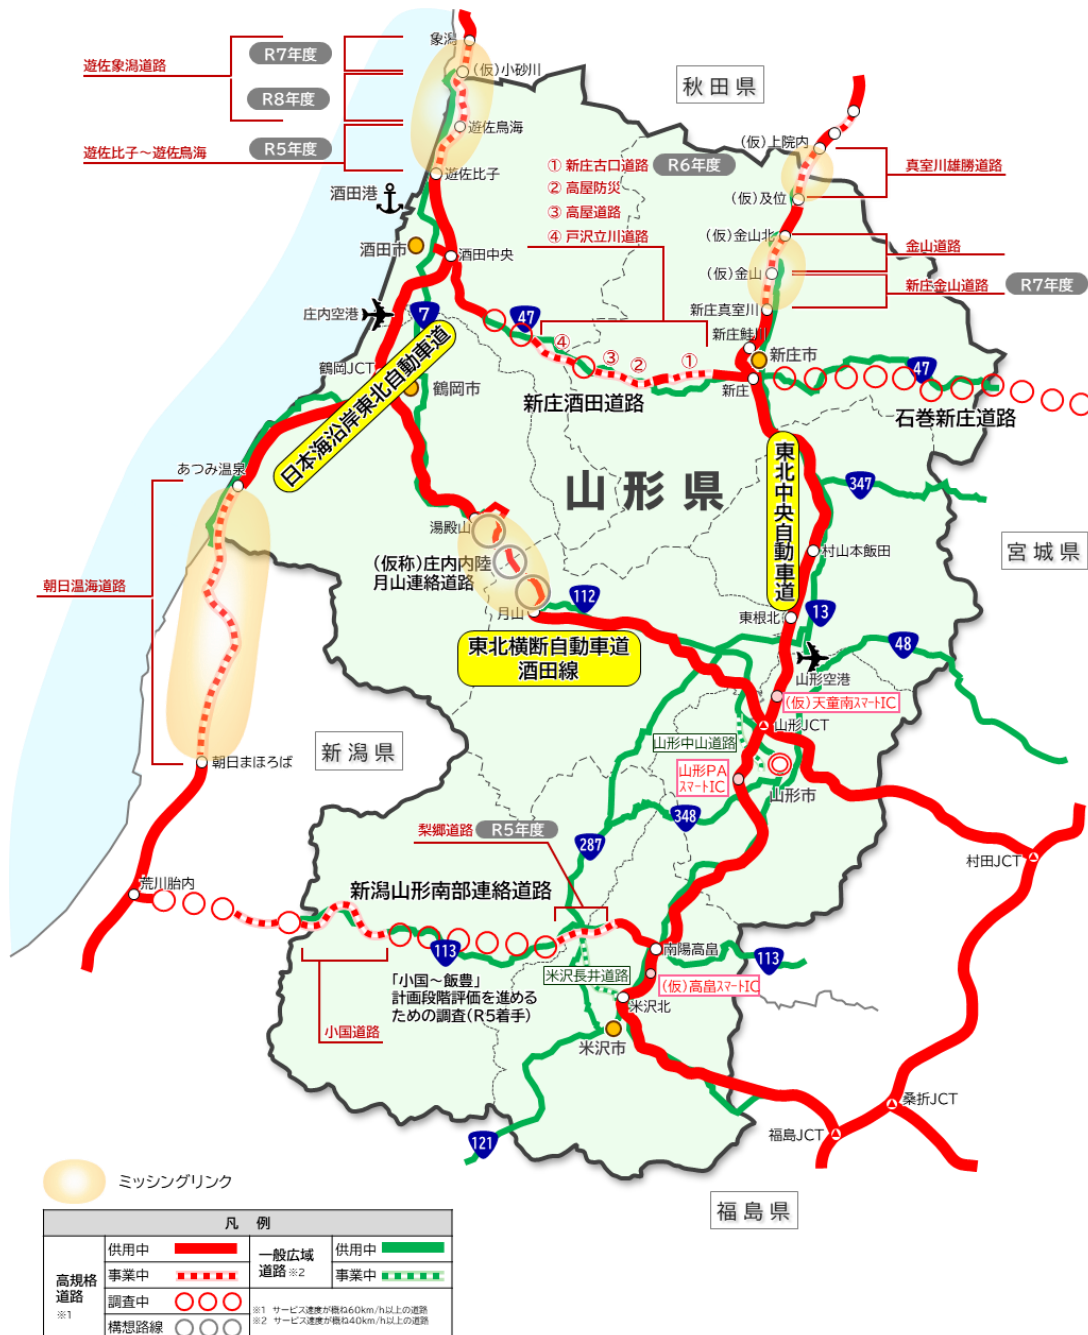 象潟
R7年度
遊佐象潟道路
(仮)小砂川
R8年度
遊佐鳥海
R5年度
遊佐比子～遊佐鳥海
遊佐比子
酒田港
酒田市
酒田中央
庄内空港
7
鶴岡JCT
鶴岡市
日本海沿岸東北自動車道
あつみ温泉
朝日温海道路
朝日まほろば
荒川胎内
秋田県
(仮)上院内
真室川雄勝道路
(仮)及位
(仮)金山北
金山道路
(仮)金山
新庄金山道路
R7年度
新庄真室川
新庄鮭川
新庄市
新庄
① 新庄古口道路
R6年度
② 高屋防災
③ 高屋道路
④ 戸沢立川道路
47
④
③
②
①
新庄酒田道路
47
石巻新庄道路
山形県
東北中央自動車道
347
宮城県
村山本飯田
湯殿山
(仮称)庄内内陸
月山連絡道路
月山
112
東根北
13
48
東北横断自動車道
酒田線
山形空港
(仮)天童南スマートIC
山形JCT
山形中山道路
山形PA
スマートIC
山形市
新潟県
348
287
梨郷道路
R5年度
村田JCT
新潟山形南部連絡道路
113
南陽高畠
113
米沢長井道路
(仮)高畠スマートIC
「小国～飯豊」
計画段階評価を進める
ための調査(R5着手)
小国道路
米沢北
米沢市
121
桑折JCT
福島JCT
福島県
ミッシングリンク
凡 例
高規格
道路
※1
供用中
事業中
調査中
構想路線
一般広域
道路※2
供用中
事業中
※1 サービス速度が概ね60km/h以上の道路
※2 サービス速度が概ね40km/h以上の道路